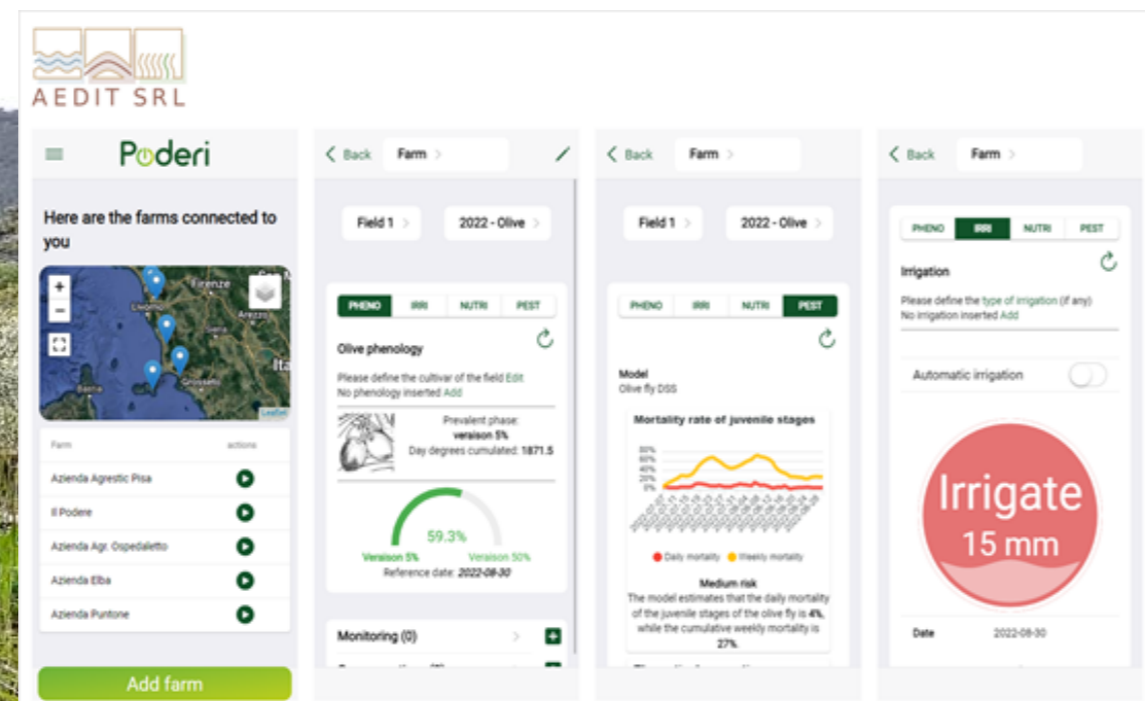 AEDIT SRL
Poderi
Here are the farms connected to
you
+
−
Firenze
Livorno
Siena
Arezzo
Grosseto
Bastia
Ita
Leaflet
Farm actions
Azienda Agrestic Pisa
Il Podere
Azienda Agr. Ospedaletto
Azienda Elba
Azienda Puntone
Add farm
Back Farm >
Field 1 > 2022 - Olive >
PHENO IRRI NUTRI PEST
Olive phenology
Please define the cultivar of the field Edit
No phenology inserted Add
Prevalent phase:
veraison 5%
Day degrees cumulated: 1871.5
59.3%
Veraison 5% Veraison 50%
Reference date: 2022-08-30
Monitoring (0) >
Back Farm >
Field 1 > 2022 - Olive >
PHENO IRRI NUTRI PEST
Model
Olive fly DSS
Mortality rate of juvenile stages
80%
60%
40%
20%
0%
Daily mortality Weekly mortality
Medium risk
The model estimates that the daily mortality
of the juvenile stages of the olive fly is 4%,
while the cumulative weekly mortality is
27%.
Back Farm >
PHENO IRRI NUTRI PEST
Irrigation
Please define the type of irrigation (if any)
No irrigation inserted Add
Automatic irrigation
Irrigate
15 mm
Date 2022-08-30